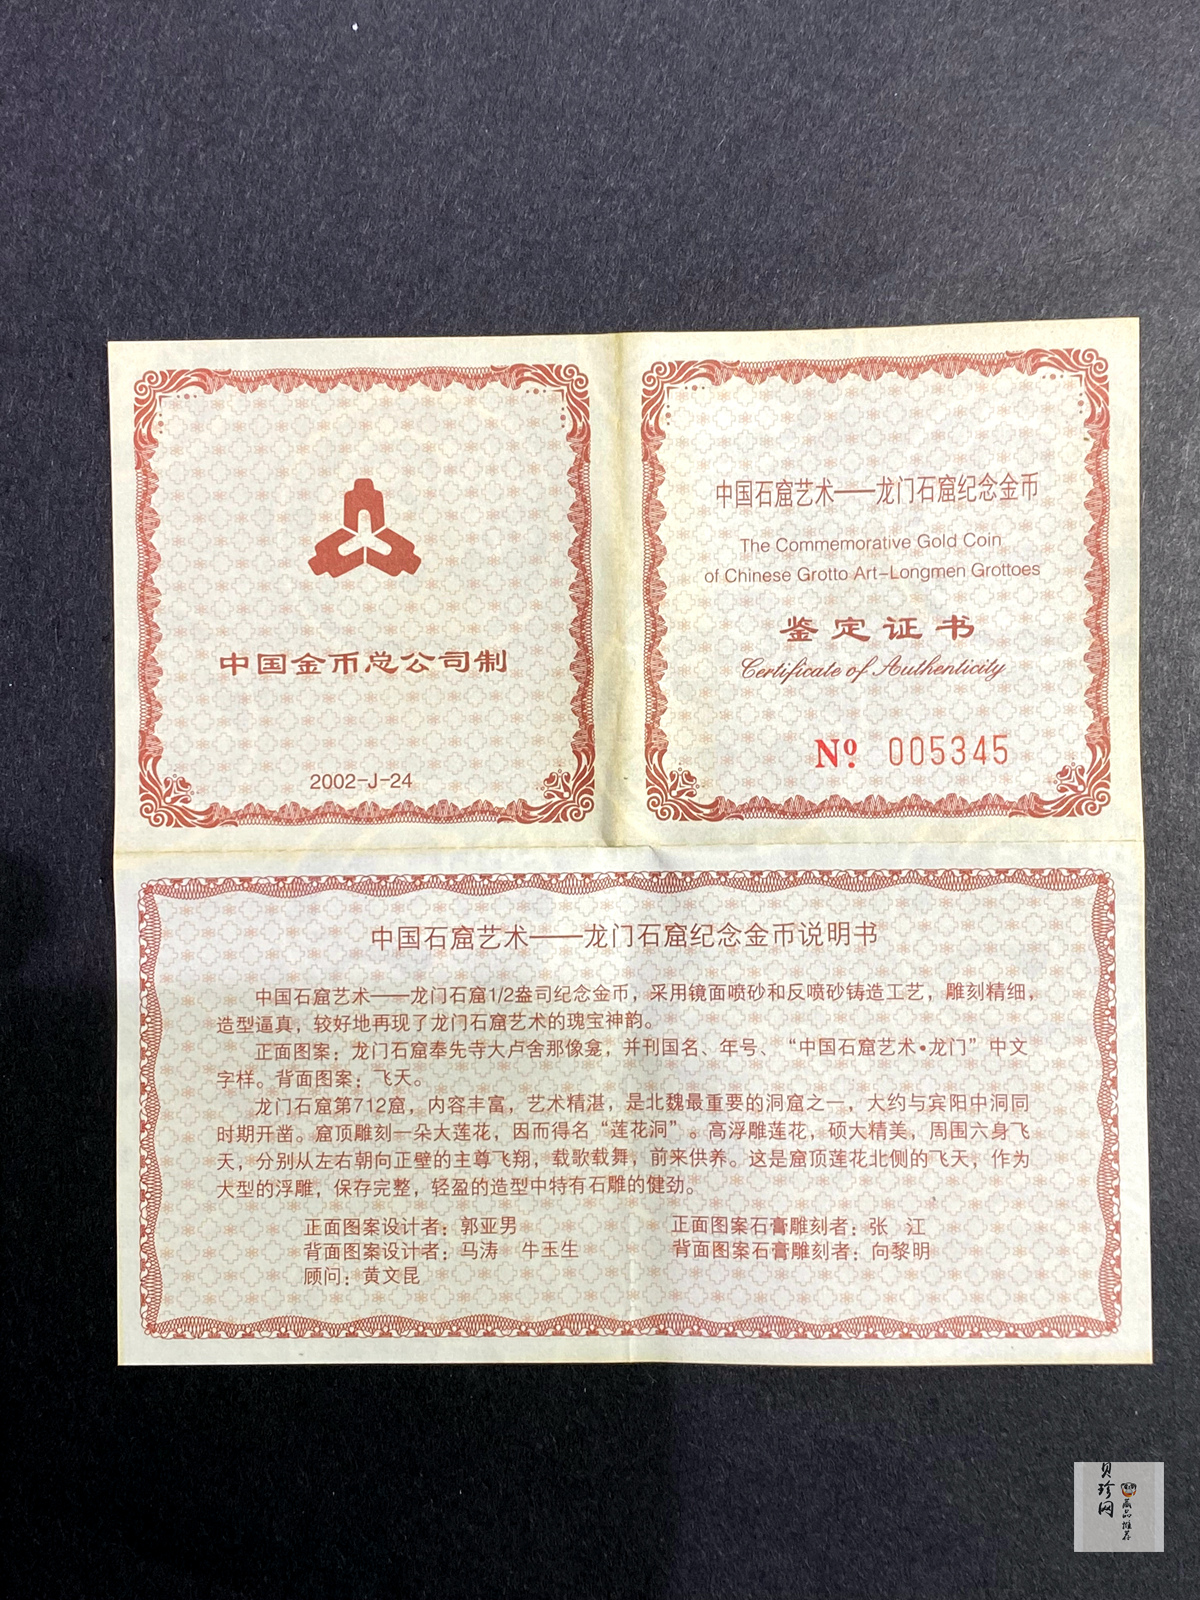 中国金币总公司制
2002-J-24
中国石窟艺术——龙门石窟纪念金币
The Commemorative Gold Coin
of Chinese Grotto Art-Longmen Grottoes
鉴定证书
Certificate of Authenticity
Nº 005345
中国石窟艺术——龙门石窟纪念金币说明书
中国石窟艺术——龙门石窟1/2盎司纪念金币，采用镜面喷砂和反喷砂铸造工艺，雕刻精细，
造型逼真，较好地再现了龙门石窟艺术的瑰宝神韵。
正面图案：龙门石窟奉先寺大卢舍那像龛，并刊国名、年号、“中国石窟艺术•龙门”中文
字样。背面图案：飞天。
龙门石窟第712窟，内容丰富，艺术精湛，是北魏最重要的洞窟之一，大约与宾阳中洞同
时期开凿。窟顶雕刻一朵大莲花，因而得名“莲花洞”。高浮雕莲花，硕大精美，周围六身飞
天，分别从左右朝向正壁的主尊飞翔，载歌载舞，前来供养。这是窟顶莲花北侧的飞天，作为
大型的浮雕，保存完整，轻盈的造型中特有石雕的健劲。
正面图案设计者：郭亚男 正面图案石膏雕刻者：张 江
背面图案设计者：马涛 牛玉生 背面图案石膏雕刻者：向黎明
顾问：黄文昆
贝珍网
藏品推荐